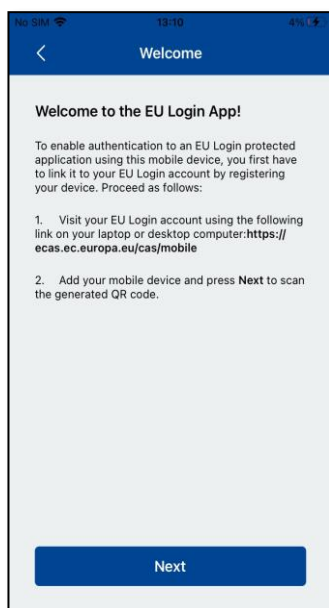 No SIM 13:10 4%
Welcome
Welcome to the EU Login App!
To enable authentication to an EU Login protected
application using this mobile device, you first have
to link it to your EU Login account by registering
your device. Proceed as follows:
1. Visit your EU Login account using the following
link on your laptop or desktop computer:https://
ecas.ec.europa.eu/cas/mobile
2. Add your mobile device and press Next to scan
the generated QR code.
Next